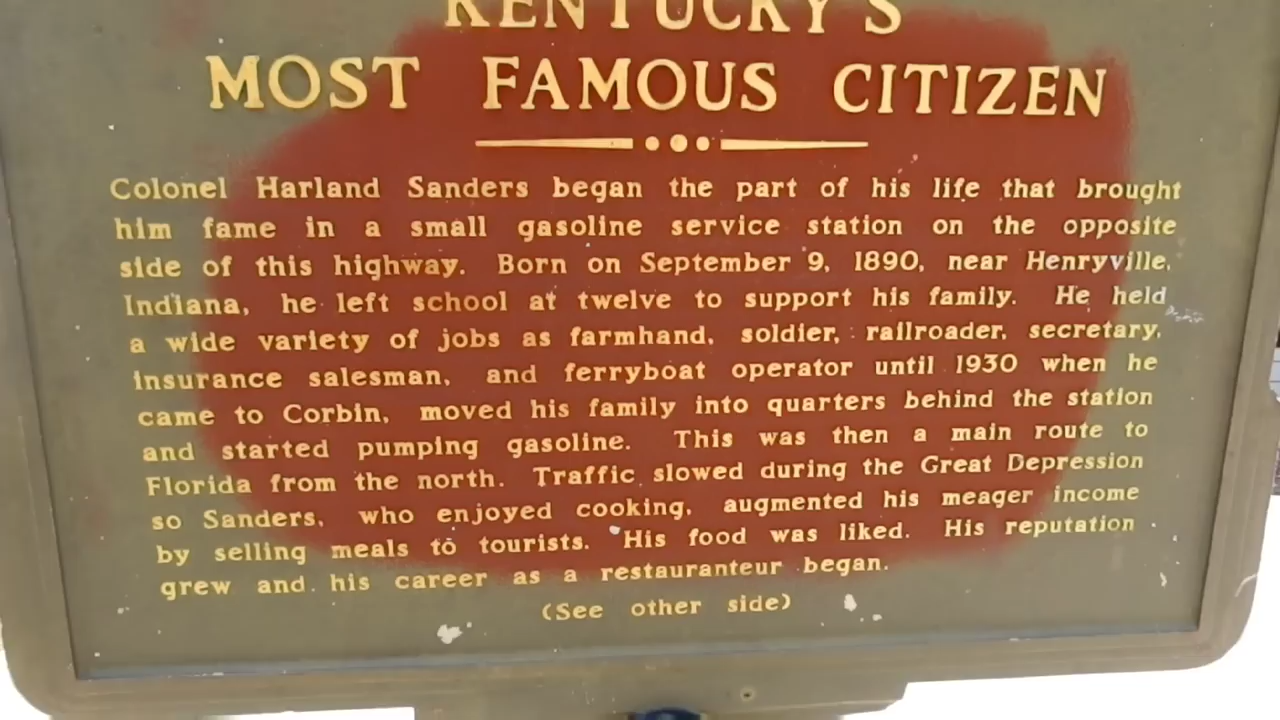 KENTUCKY'S
MOST FAMOUS CITIZEN
Colonel Harland Sanders began the part of his life that brought
him fame in a small gasoline service station on the opposite
side of this highway. Born on September 9, 1890, near Henryville,
Indiana, he left school at twelve to support his family. He held
a wide variety of jobs as farmhand, soldier, railroader, secretary,
insurance salesman, and ferryboat operator until 1930 when he
came to Corbin, moved his family into quarters behind the station
and started pumping gasoline. This was then a main route to
Florida from the north. Traffic slowed during the Great Depression
so Sanders, who enjoyed cooking, augmented his meager income
by selling meals to tourists. His food was liked. His reputation
grew and his career as a restauranteur began.
(See other side)